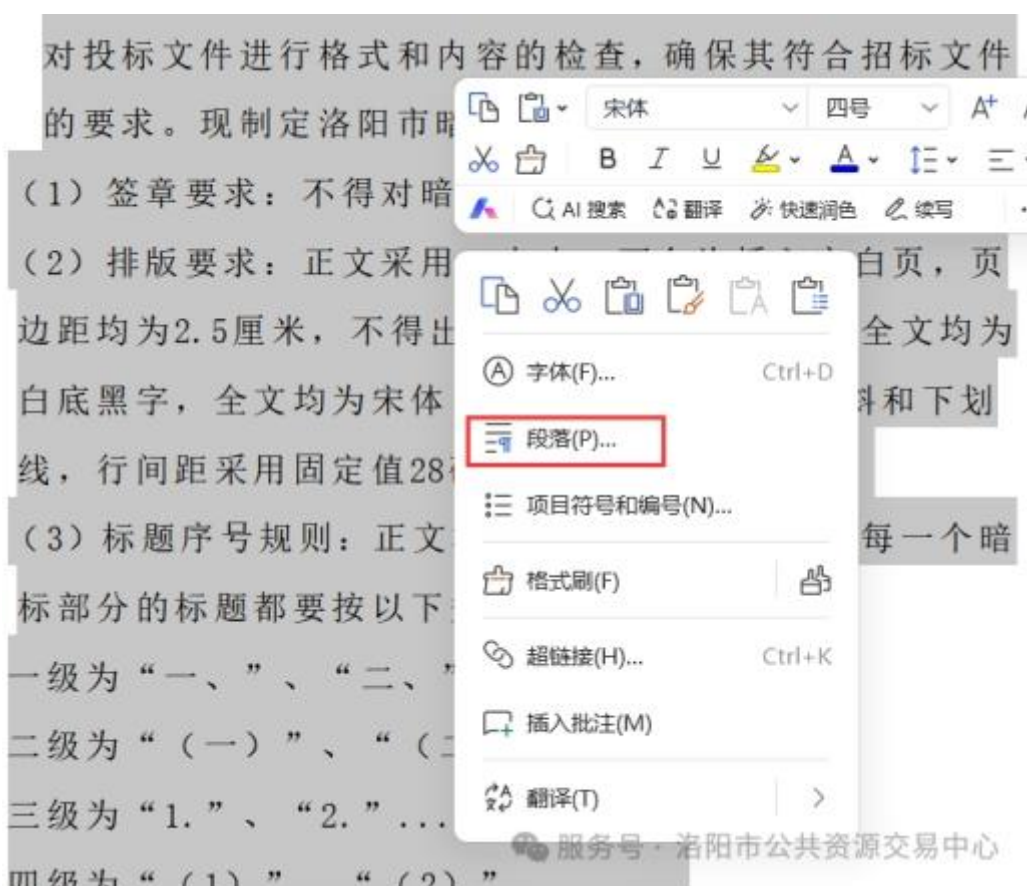 对投标文件进行格式和内容的检查，确保其符合招标文件
的要求。现制定洛阳市暗
宋体 四号 A+
B I U A
（1）签章要求：不得对暗
AI 搜索 翻译 快速润色 续写
（2）排版要求：正文采用
白页，页
边距均为2.5厘米，不得出
全文均为
字体(F)... Ctrl+D
白底黑字，全文均为宋体
和下划
段落(P)...
线，行间距采用固定值28
项目符号和编号(N)...
（3）标题序号规则：正文
每一个暗
格式刷(F)
标部分的标题都要按以下
超链接(H)... Ctrl+K
一级为“一、”、“二、”
插入批注(M)
二级为“（一）”、“（二
翻译(T)
三级为“1.”、“2.”...
服务号 · 洛阳市公共资源交易中心
四级为“（1）”、“（2）”